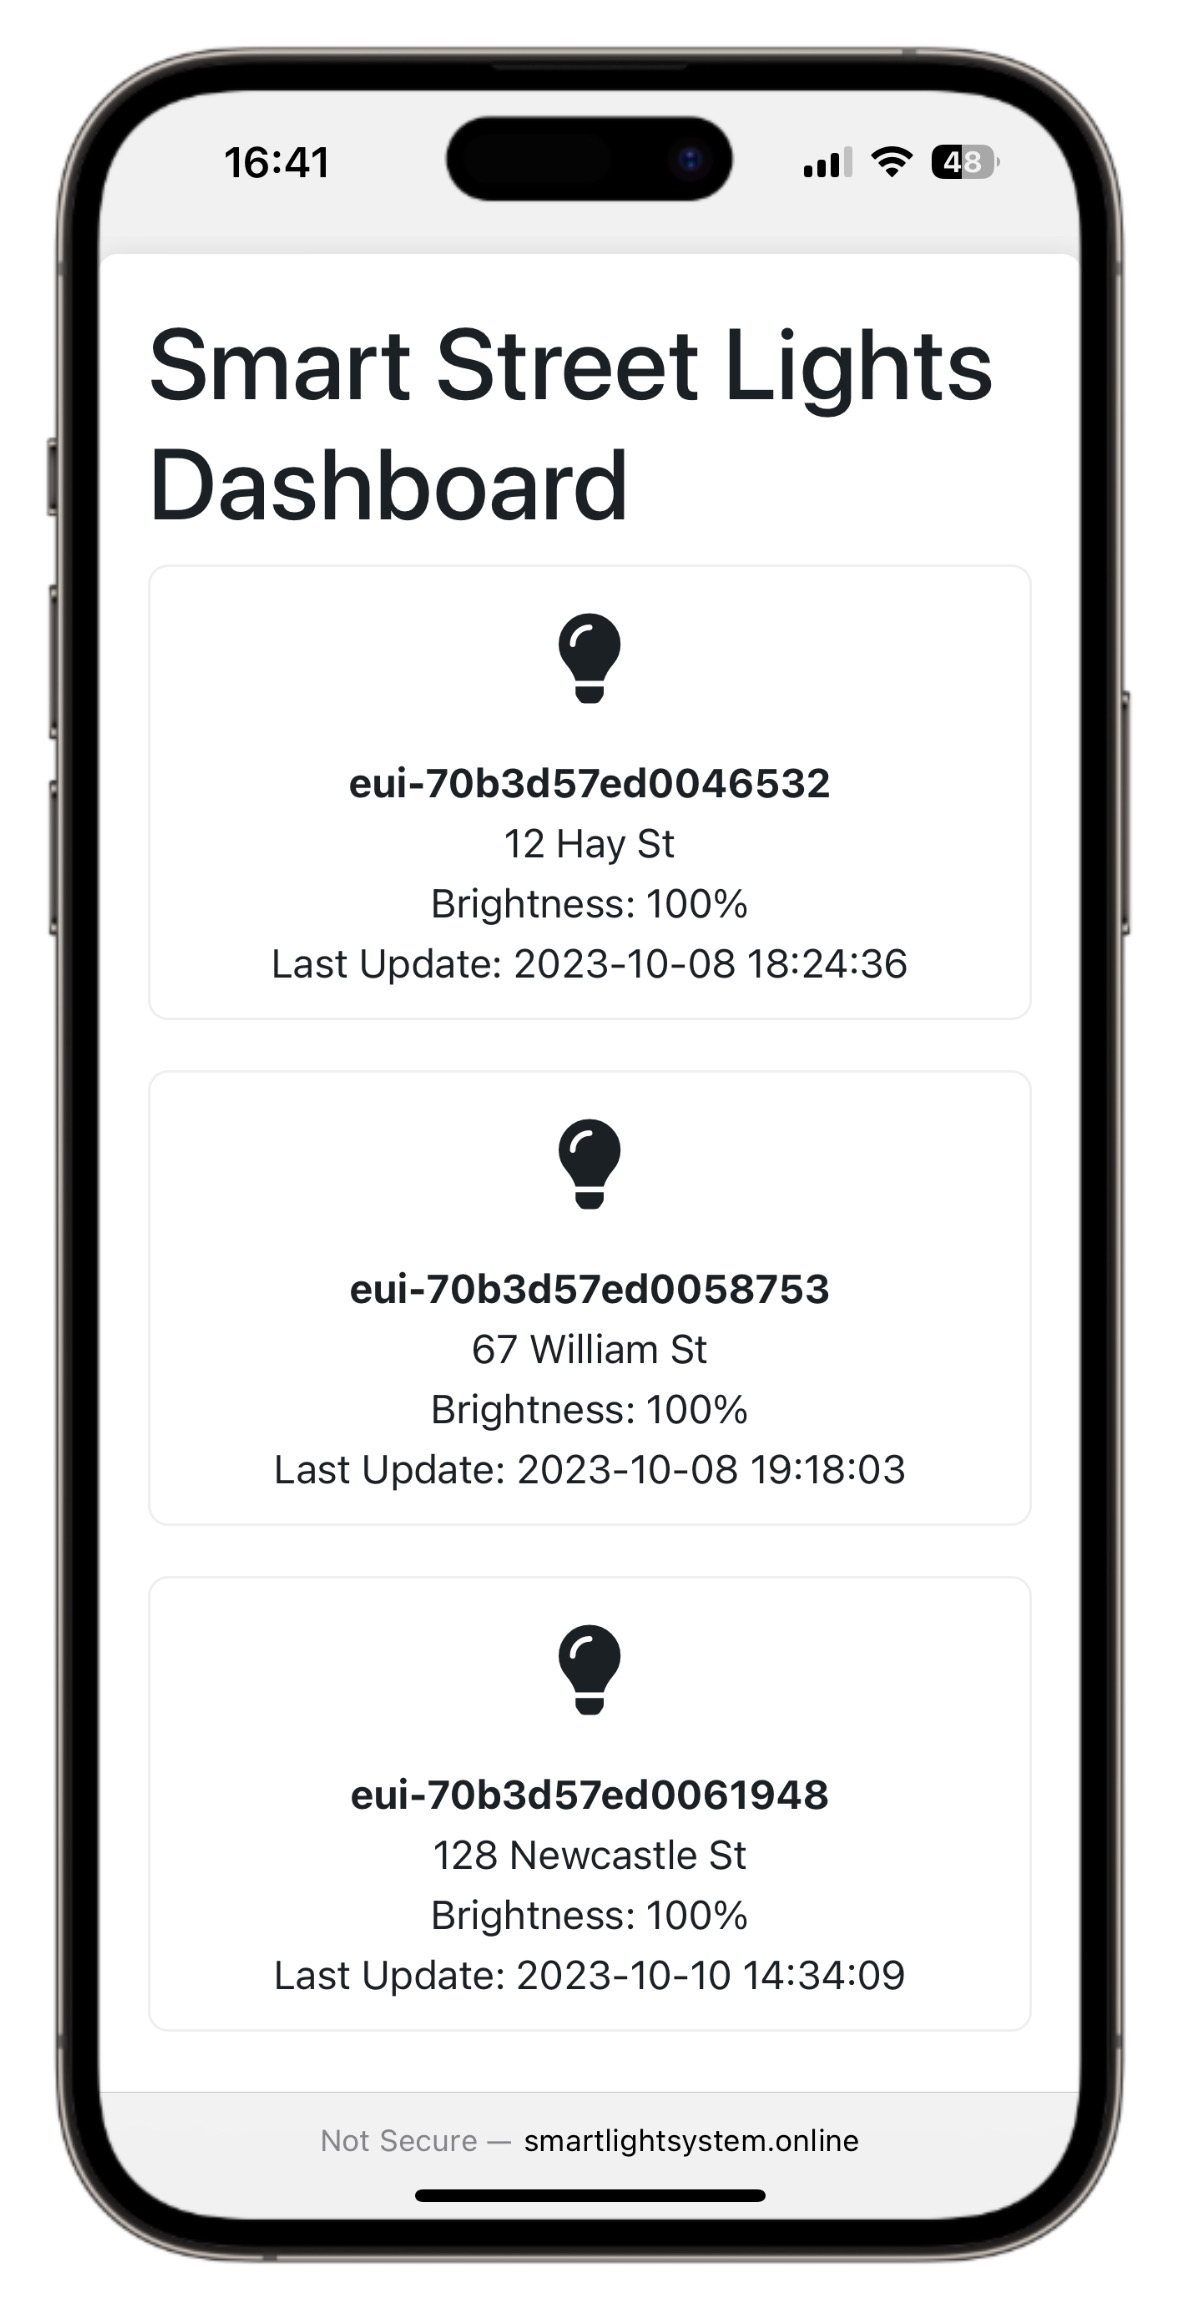 16:41
48
Smart Street Lights
Dashboard
eui-70b3d57ed0046532
12 Hay St
Brightness: 100%
Last Update: 2023-10-08 18:24:36
eui-70b3d57ed0058753
67 William St
Brightness: 100%
Last Update: 2023-10-08 19:18:03
eui-70b3d57ed0061948
128 Newcastle St
Brightness: 100%
Last Update: 2023-10-10 14:34:09
Not Secure — smartlightsystem.online